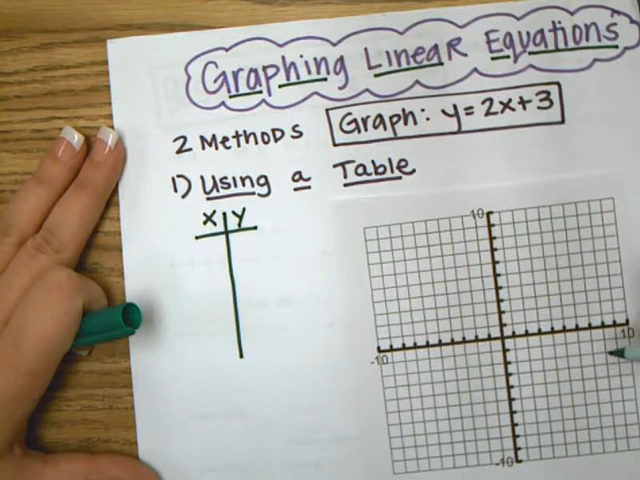 Graphing Linear Equations
2 Methods
Graph: y=2x+3
1) Using a Table
x y
10
-10
10
-10